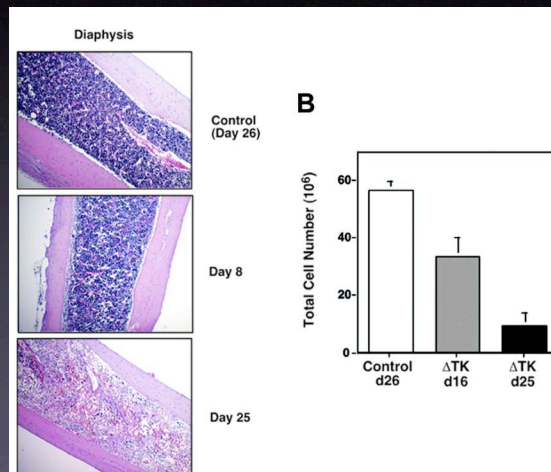 Diaphysis
Control
(Day 26)
Day 8
Day 25
B
Total Cell Number (10⁶)
60
40
20
0
Control
d26
ΔTK
d16
ΔTK
d25